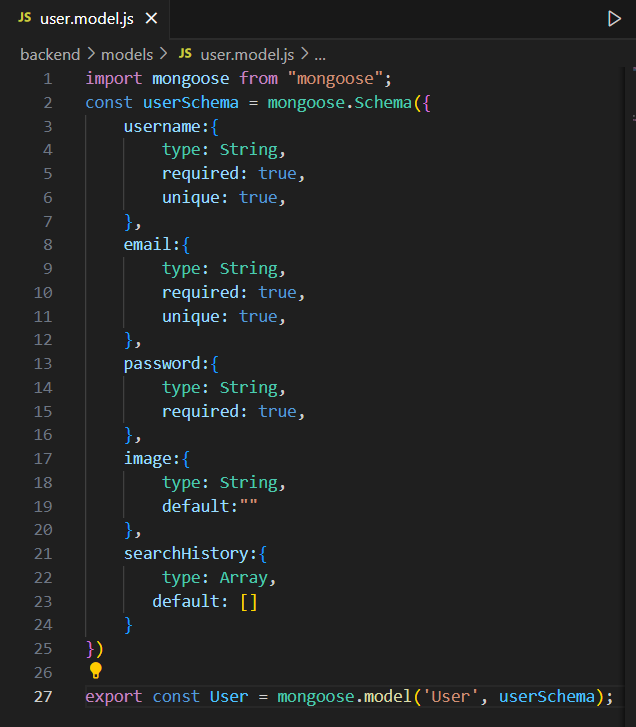 JS user.model.js ×
backend > models > JS user.model.js > ...
1 import mongoose from "mongoose";
2 const userSchema = mongoose.Schema({
3     username:{
4         type: String,
5         required: true,
6         unique: true,
7     },
8     email:{
9         type: String,
10         required: true,
11         unique: true,
12     },
13     password:{
14         type: String,
15         required: true,
16     },
17     image:{
18         type: String,
19         default:""
20     },
21     searchHistory:{
22         type: Array,
23        default: []
24     }
25 })
26
27 export const User = mongoose.model('User', userSchema);